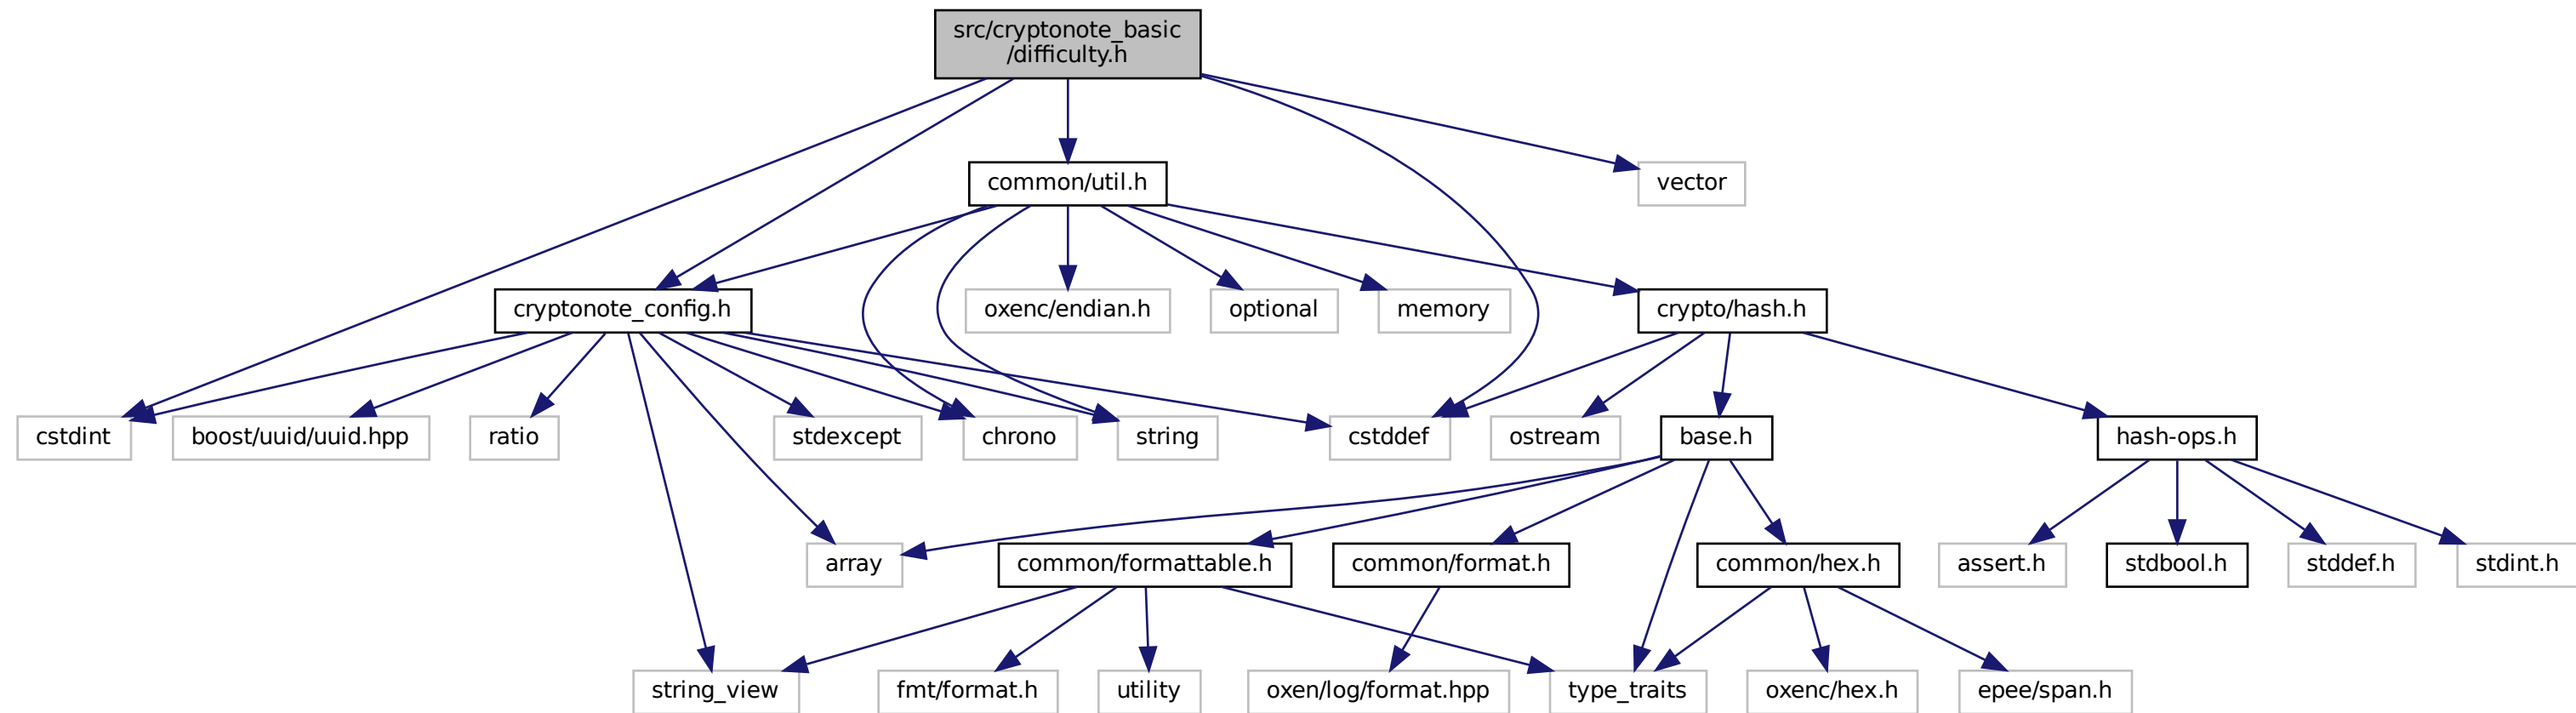 src/cryptonote_basic
/difficulty.h
common/util.h
vector
cryptonote_config.h
oxenc/endian.h
optional
memory
crypto/hash.h
cstdint
boost/uuid/uuid.hpp
ratio
stdexcept
chrono
string
cstddef
ostream
base.h
hash-ops.h
array
common/formattable.h
common/format.h
common/hex.h
assert.h
stdbool.h
stddef.h
stdint.h
string_view
fmt/format.h
utility
oxen/log/format.hpp
type_traits
oxenc/hex.h
epee/span.h